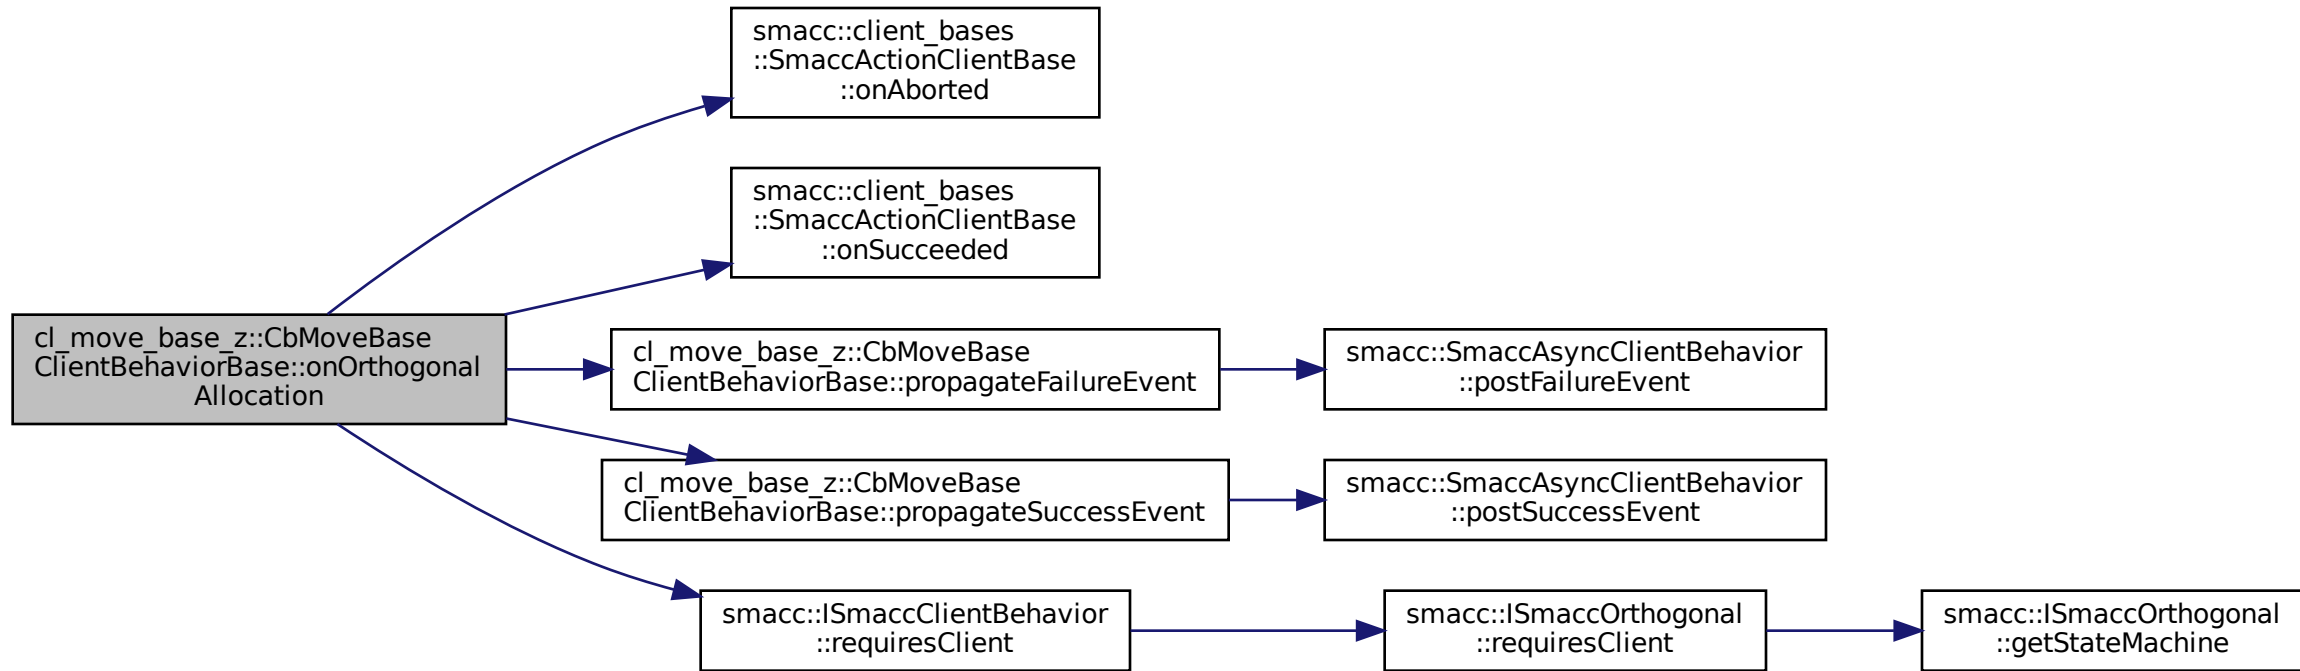 smacc::client_bases
::SmaccActionClientBase
::onAborted
smacc::client_bases
::SmaccActionClientBase
::onSucceeded
cl_move_base_z::CbMoveBase
ClientBehaviorBase::onOrthogonal
Allocation
cl_move_base_z::CbMoveBase
ClientBehaviorBase::propagateFailureEvent
smacc::SmaccAsyncClientBehavior
::postFailureEvent
cl_move_base_z::CbMoveBase
ClientBehaviorBase::propagateSuccessEvent
smacc::SmaccAsyncClientBehavior
::postSuccessEvent
smacc::ISmaccClientBehavior
::requiresClient
smacc::ISmaccOrthogonal
::requiresClient
smacc::ISmaccOrthogonal
::getStateMachine